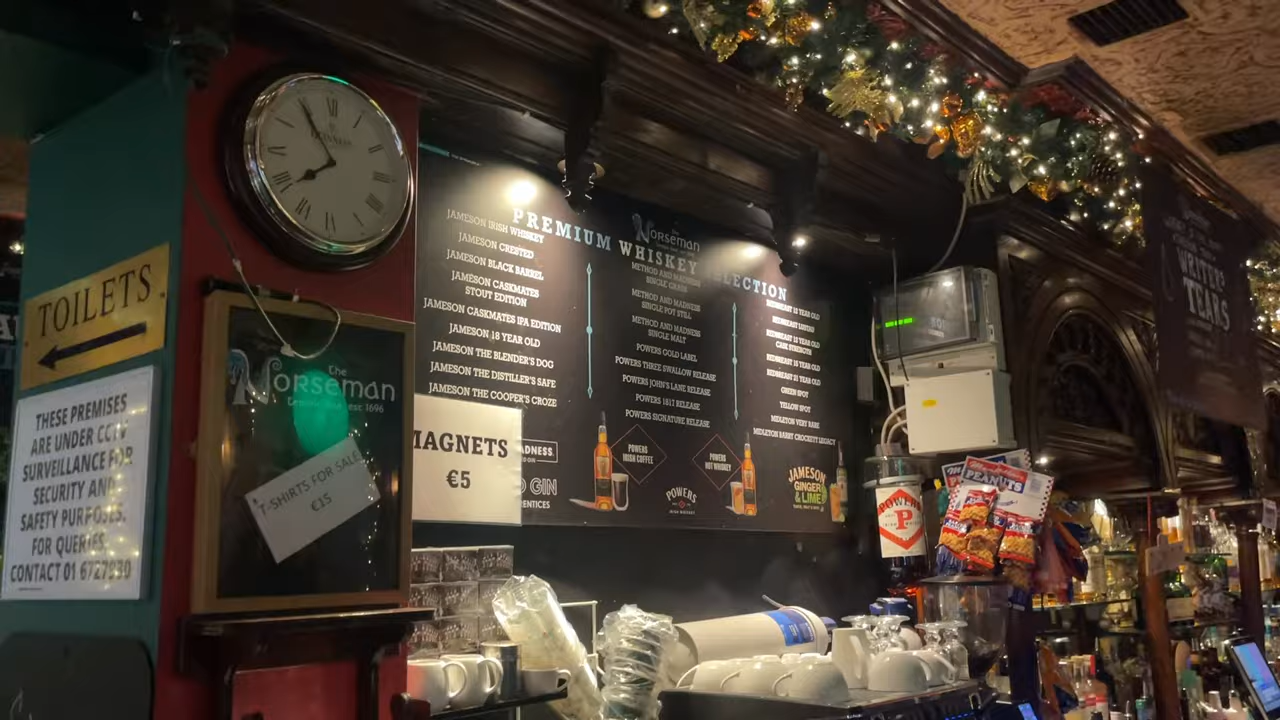 TOILETS
THESE PREMISES
ARE UNDER CCTV
SURVEILLANCE FOR
SECURITY AND
SAFETY PURPOSES.
FOR QUERIES,
CONTACT 01 6727930
GUINNESS
The
Norseman
T-SHIRTS FOR SALE
€15
MAGNETS
€5
The
Norseman
PREMIUM WHISKEY SELECTION
JAMESON IRISH WHISKEY
JAMESON CRESTED
JAMESON BLACK BARREL
JAMESON CASKMATES
STOUT EDITION
JAMESON CASKMATES IPA EDITION
JAMESON 18 YEAR OLD
JAMESON THE BLENDER'S DOG
JAMESON THE DISTILLER'S SAFE
JAMESON THE COOPER'S CROZE
METHOD AND MADNESS
SINGLE GRAIN
METHOD AND MADNESS
SINGLE POT STILL
METHOD AND MADNESS
SINGLE MALT
POWERS GOLD LABEL
POWERS THREE SWALLOW RELEASE
POWERS JOHN'S LANE RELEASE
POWERS 1817 RELEASE
POWERS SIGNATURE RELEASE
REDBREAST 12 YEAR OLD
REDBREAST LUSTAU
REDBREAST 12 YEAR OLD
CASK STRENGTH
REDBREAST 15 YEAR OLD
REDBREAST 21 YEAR OLD
GREEN SPOT
YELLOW SPOT
MIDLETON VERY RARE
MIDLETON BARRY CROCKETT LEGACY
GIN
POWERS
IRISH COFFEE
POWERS
POWERS
HOT WHISKEY
JAMESON
GINGER
& LIME
POWERS
P
PEANUTS
WRITERS
TEARS